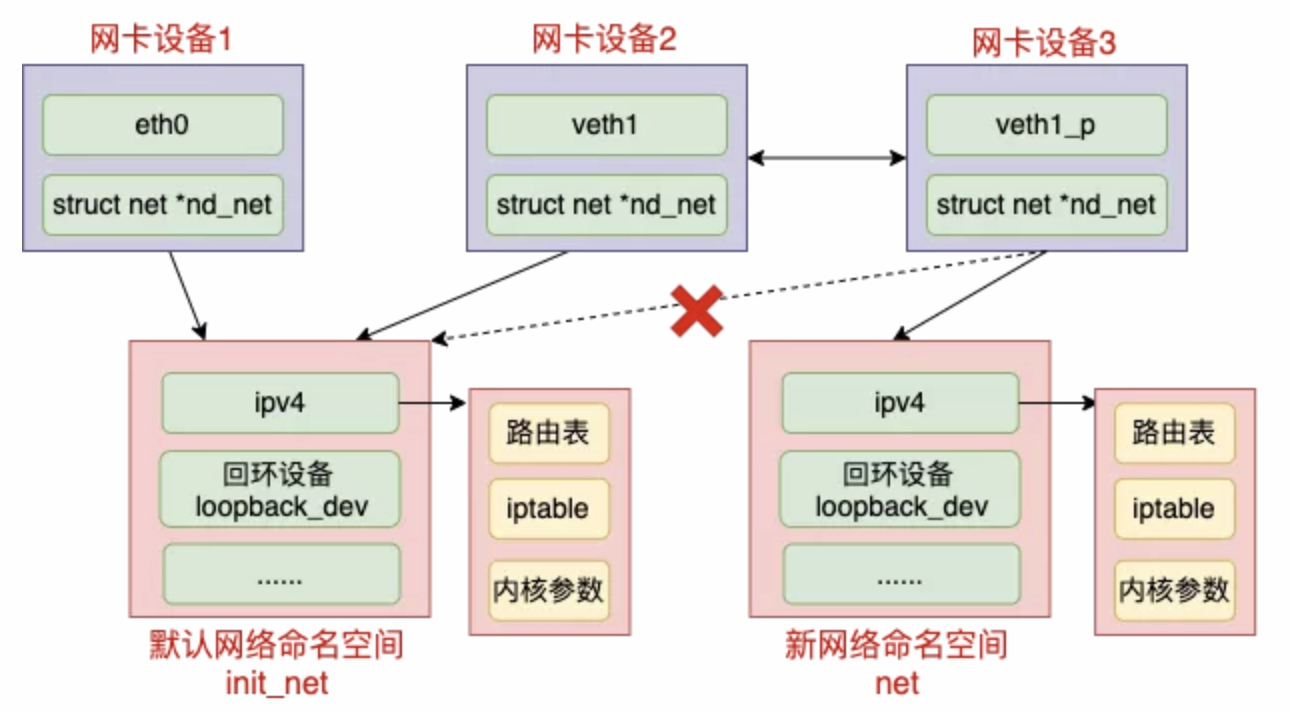 网卡设备1
网卡设备2
网卡设备3
eth0
veth1
veth1_p
struct net *nd_net
struct net *nd_net
struct net *nd_net
ipv4
回环设备
loopback_dev
......
路由表
iptable
内核参数
默认网络命名空间
init_net
ipv4
回环设备
loopback_dev
......
路由表
iptable
内核参数
新网络命名空间
net